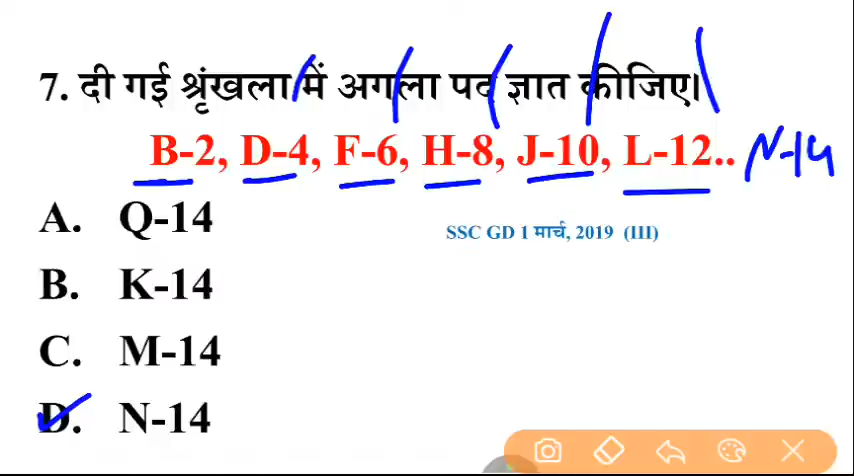 7. दी गई श्रृंखला में अगला पद ज्ञात कीजिए।
B-2, D-4, F-6, H-8, J-10, L-12.. N-14
A. Q-14
SSC GD 1 मार्च, 2019 (III)
B. K-14
C. M-14
D. N-14